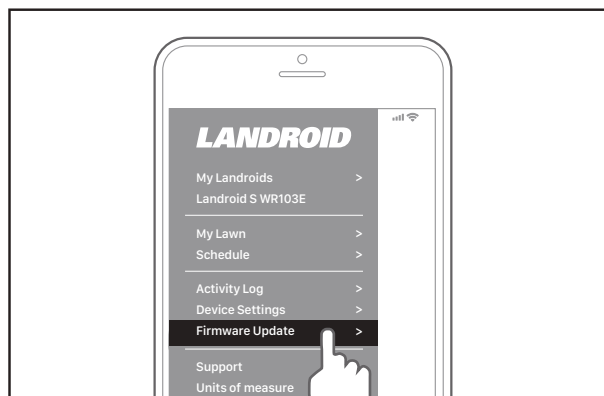 LANDROID
My Landroids >
Landroid S WR103E
My Lawn >
Schedule >
Activity Log >
Device Settings >
Firmware Update >
Support
Units of measure